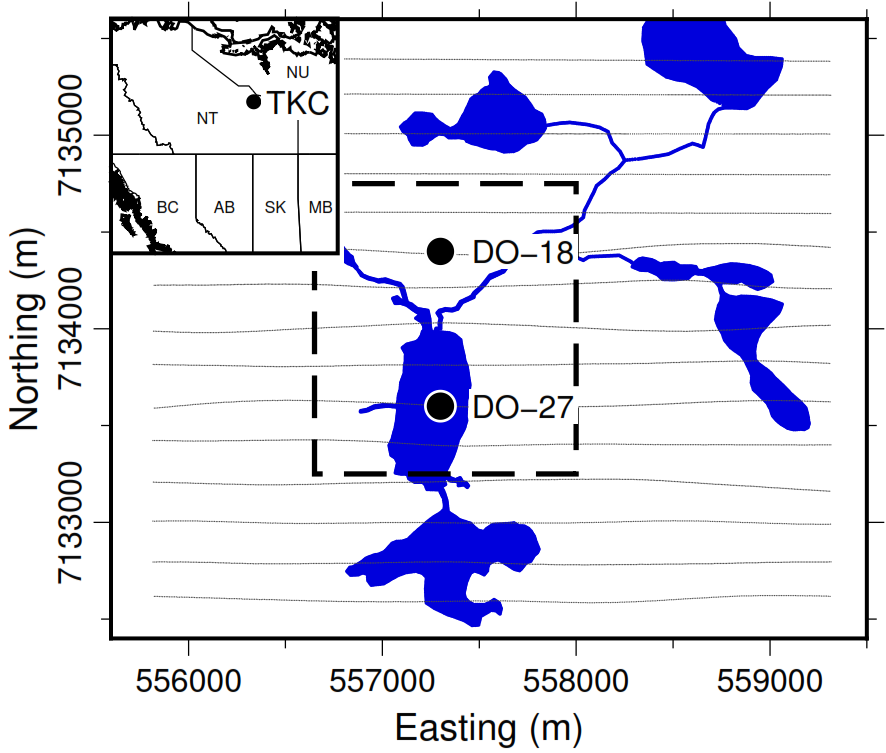 NU
TKC
NT
BC AB SK MB
7135000
7134000
7133000
Northing (m)
DO−18
DO−27
556000 557000 558000 559000
Easting (m)